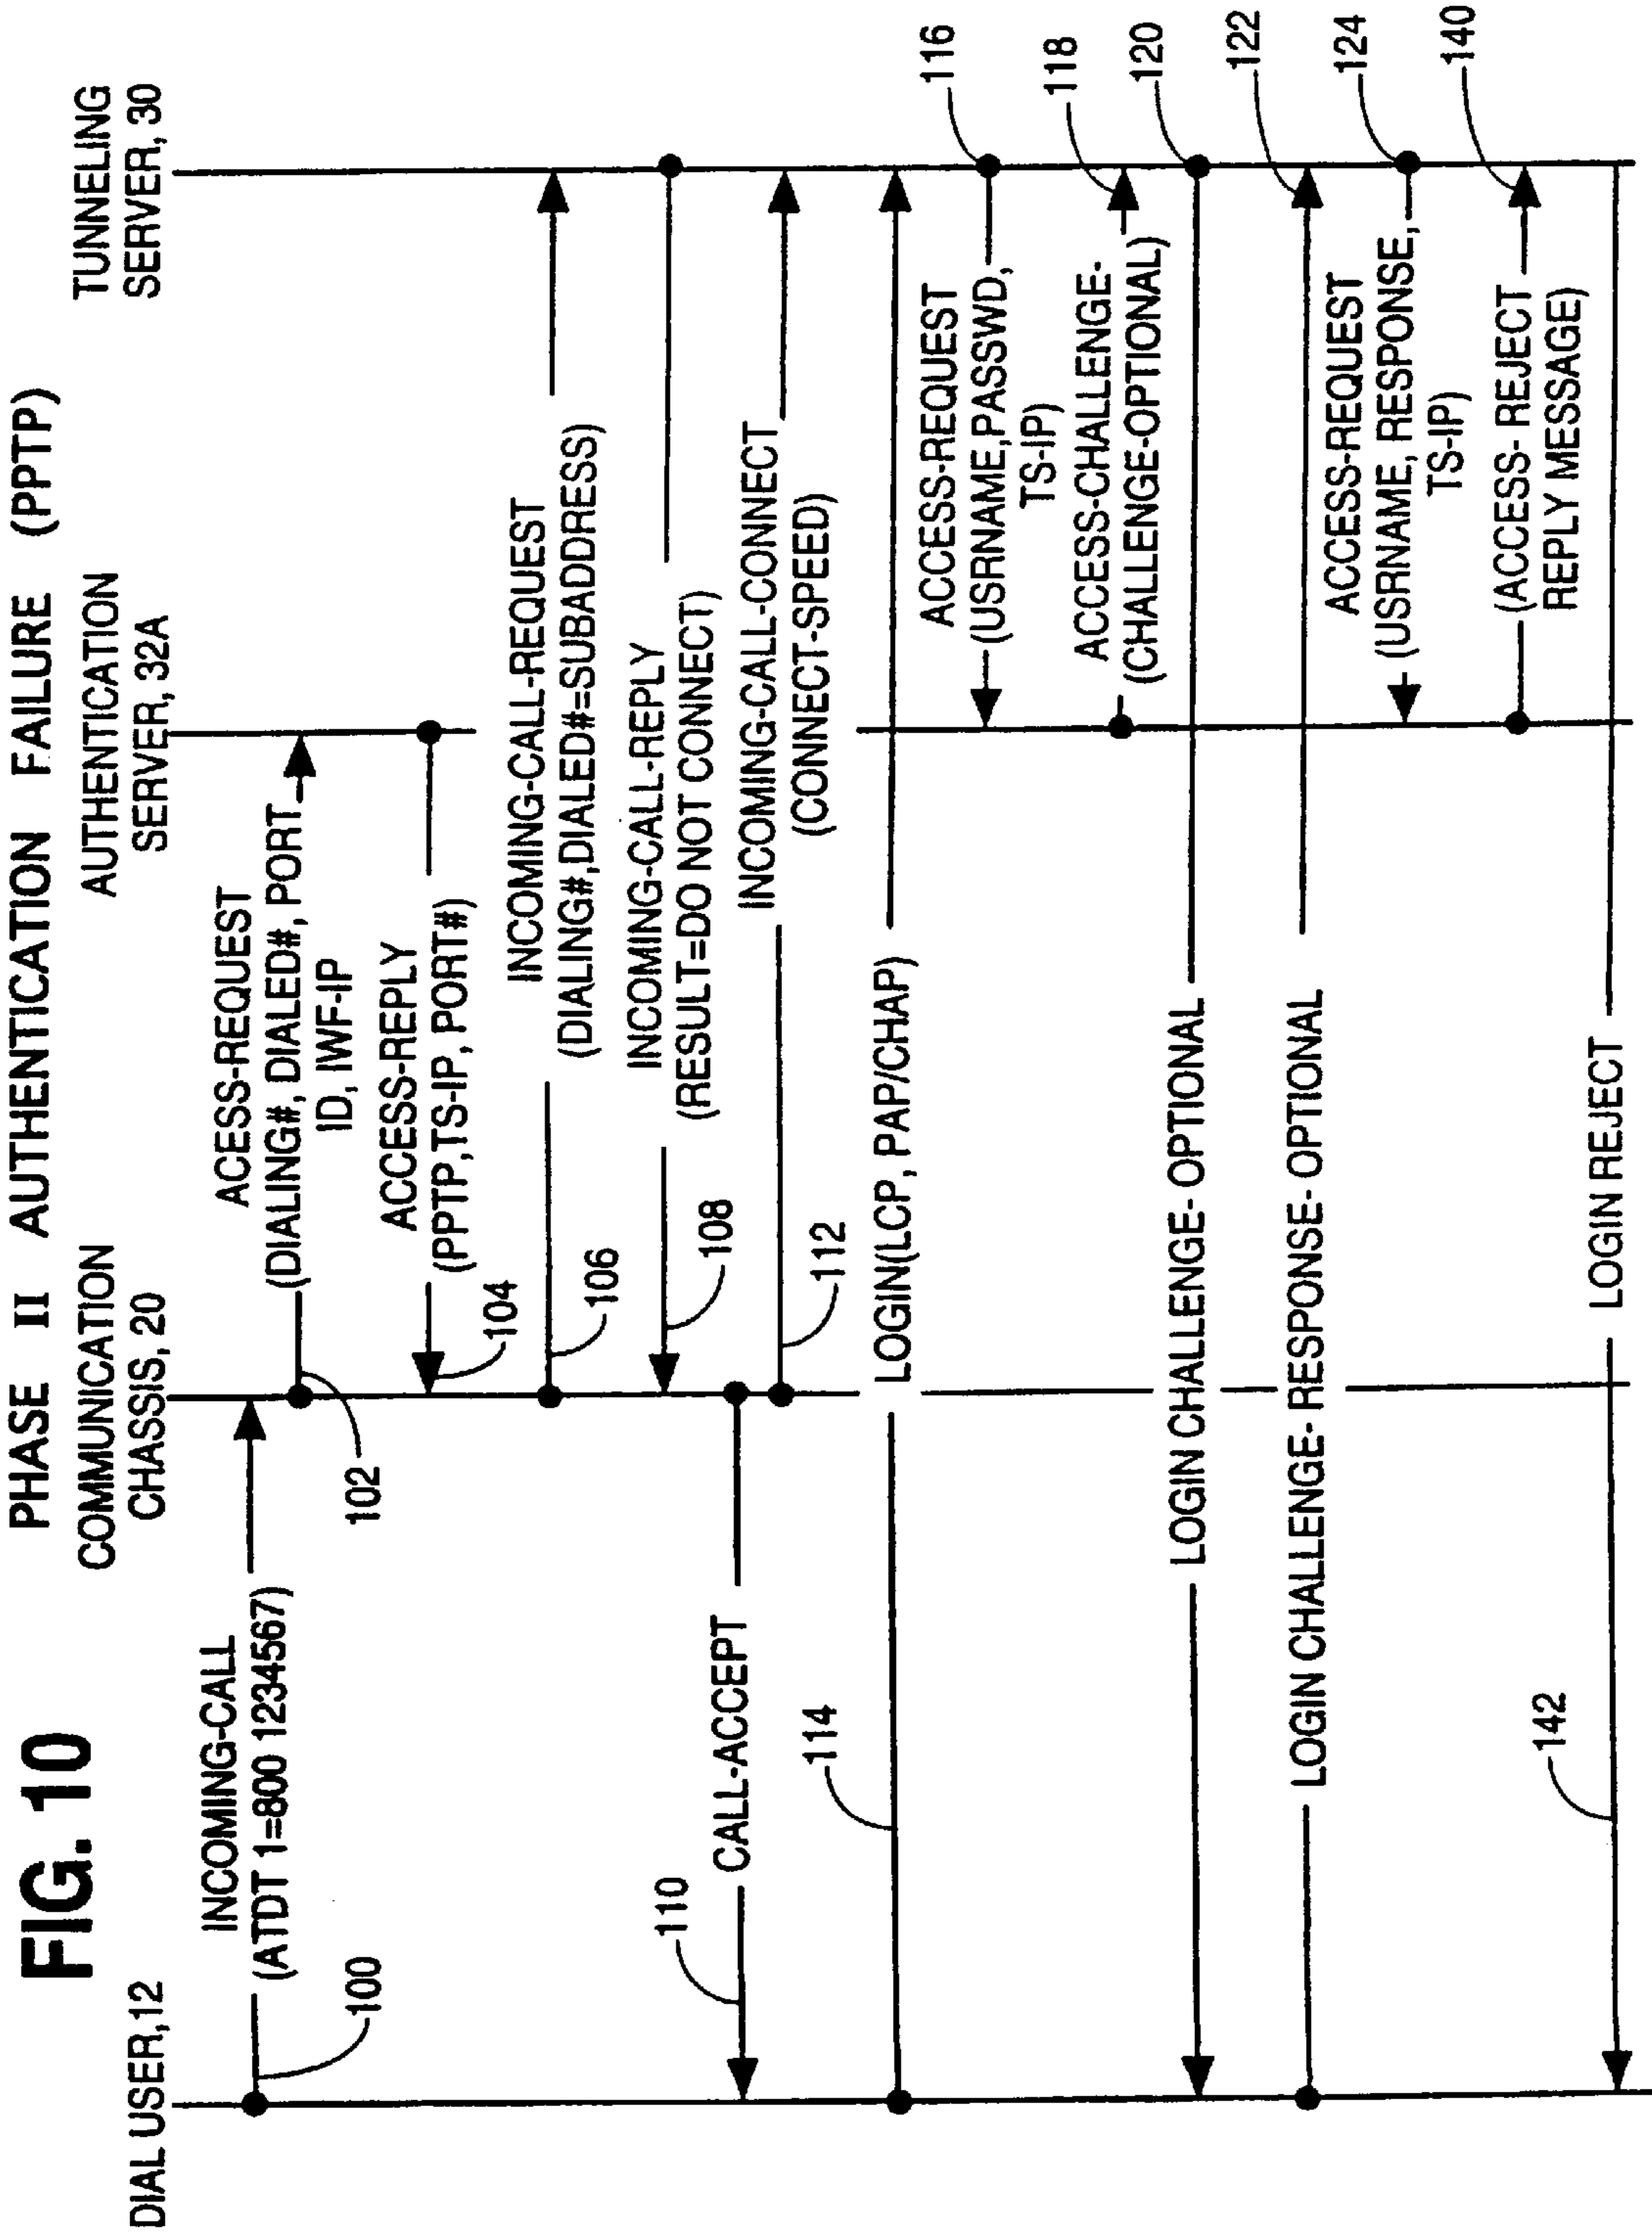 FIG. 10
PHASE II AUTHENTICATION FAILURE (PPTP)
DIAL USER,12
COMMUNICATION
CHASSIS, 20
AUTHENTICATION
SERVER, 32A
TUNNELING
SERVER, 30
INCOMING-CALL
(ATDT 1=800 1234567)
100
ACESS-REQUEST
(DIALING#, DIALED#, PORT
ID, IWF-IP
102
ACCESS-REPLY
(PPTP,TS-IP, PORT#)
104
INCOMING-CALL-REQUEST
(DIALING#,DIALED#=SUBADDRESS)
106
INCOMING-CALL-REPLY
(RESULT=DO NOT CONNECT)
108
CALL-ACCEPT
110
INCOMING-CALL-CONNECT
(CONNECT-SPEED)
112
LOGIN(LCP, PAP/CHAP)
114
ACCESS-REQUEST
(USRNAME,PASSWD,
TS-IP)
116
ACCESS-CHALLENGE-
(CHALLENGE-OPTIONAL)
118
LOGIN CHALLENGE- OPTIONAL
120
LOGIN CHALLENGE- RESPONSE- OPTIONAL
122
ACCESS-REQUEST
(USRNAME, RESPONSE,
TS-IP)
124
(ACCESS- REJECT
REPLY MESSAGE)
140
LOGIN REJECT
142